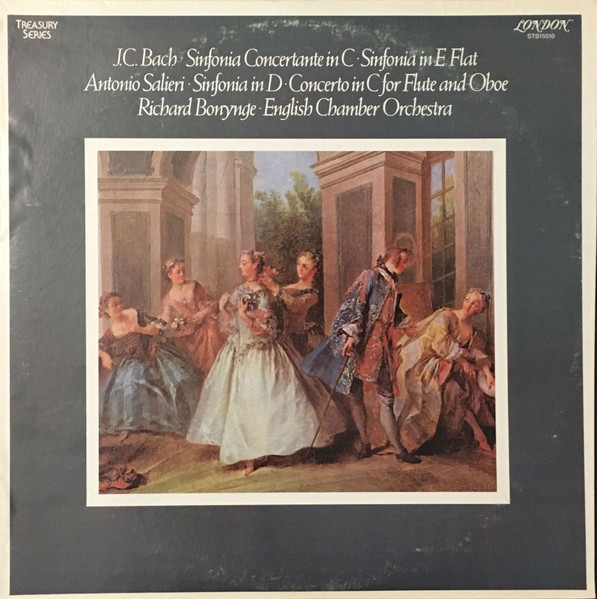 TREASURY
SERIES
LONDON
STS15510
J.C. Bach · Sinfonia Concertante in C · Sinfonia in E Flat
Antonio Salieri · Sinfonia in D · Concerto in C for Flute and Oboe
Richard Bonynge · English Chamber Orchestra